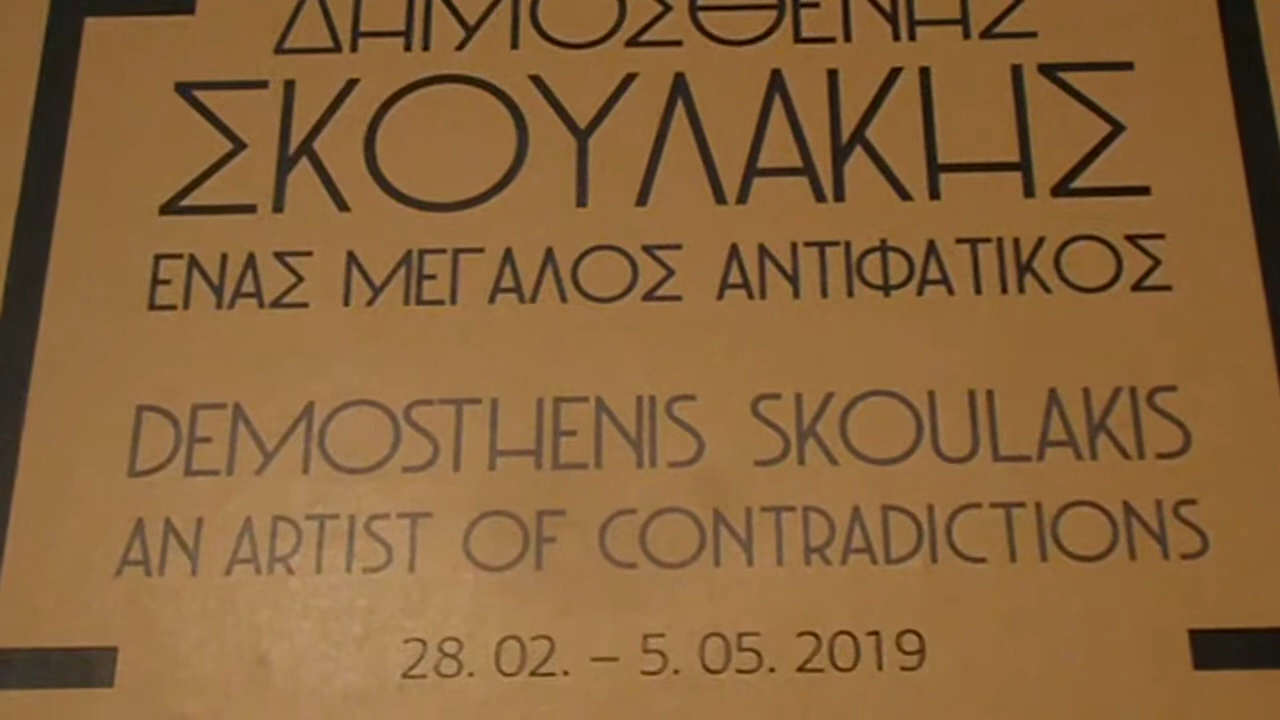 ΔΗΜΟΣΘΕΝΗΣ
ΣΚΟΥΛΑΚΗΣ
ΕΝΑΣ ΜΕΓΑΛΟΣ ΑΝΤΙΦΑΤΙΚΟΣ
DEMOSTHENIS SKOULAKIS
AN ARTIST OF CONTRADICTIONS
28. 02. – 5. 05. 2019